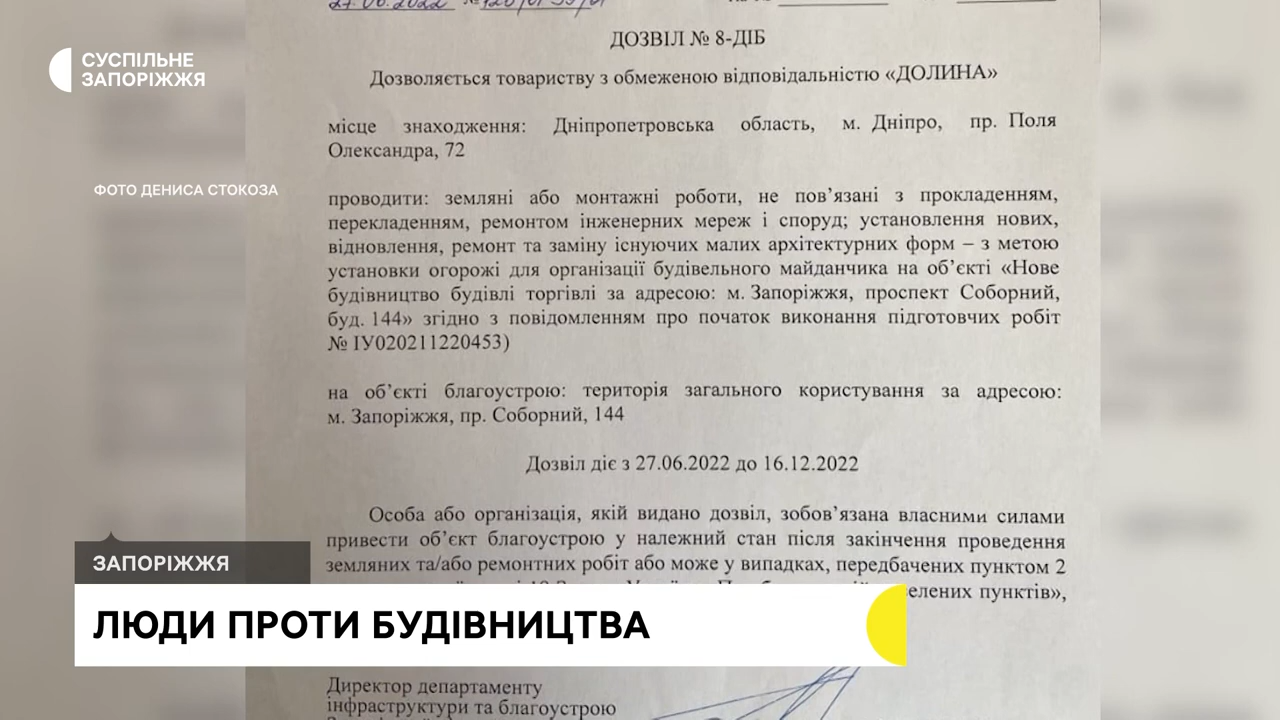 27.06.2022
СУСПІЛЬНЕ
ЗАПОРІЖЖЯ
ФОТО ДЕНИСА СТОКОЗА
ДОЗВІЛ № 8-ДІБ
Дозволяється товариству з обмеженою відповідальністю «ДОЛИНА»
місце знаходження: Дніпропетровська область, м. Дніпро, пр. Поля
Олександра, 72
проводити: земляні або монтажні роботи, не пов’язані з прокладенням,
перекладенням, ремонтом інженерних мереж і споруд; установлення нових,
відновлення, ремонт та заміну існуючих малих архітектурних форм – з метою
установки огорожі для організації будівельного майданчика на об’єкті «Нове
будівництво будівлі торгівлі за адресою: м. Запоріжжя, проспект Соборний,
буд. 144» згідно з повідомленням про початок виконання підготовчих робіт
№ ІУ020211220453)
на об’єкті благоустрою: територія загального користування за адресою:
м. Запоріжжя, пр. Соборний, 144
Дозвіл діє з 27.06.2022 до 16.12.2022
Особа або організація, якій видано дозвіл, зобов’язана власними силами
привести об’єкт благоустрою у належний стан після закінчення проведення
земляних та/або ремонтних робіт або може у випадках, передбачених пунктом 2
пунктів»,
ЗАПОРІЖЖЯ
ЛЮДИ ПРОТИ БУДІВНИЦТВА
Директор департаменту
інфраструктури та благоустрою